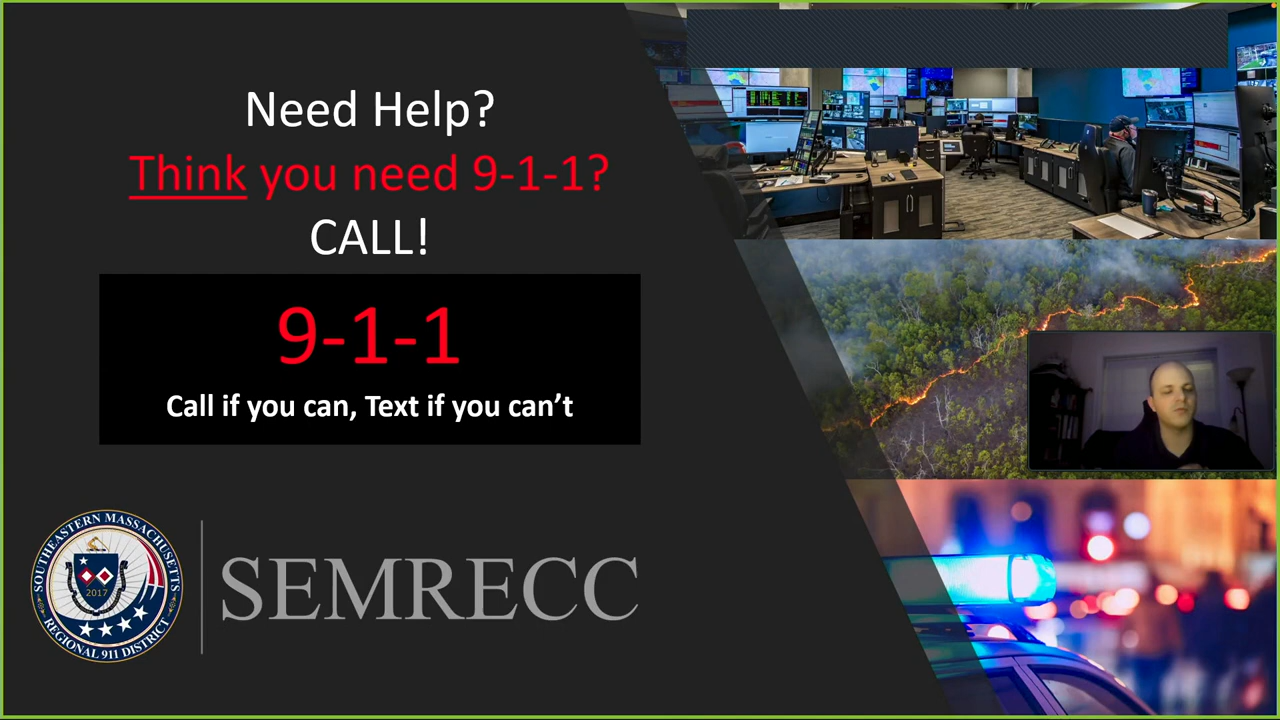 Need Help?
Think you need 9-1-1?
CALL!
9-1-1
Call if you can, Text if you can’t
SOUTHEASTERN MASSACHUSETTS
2017
REGIONAL 911 DISTRICT
SEMRECC